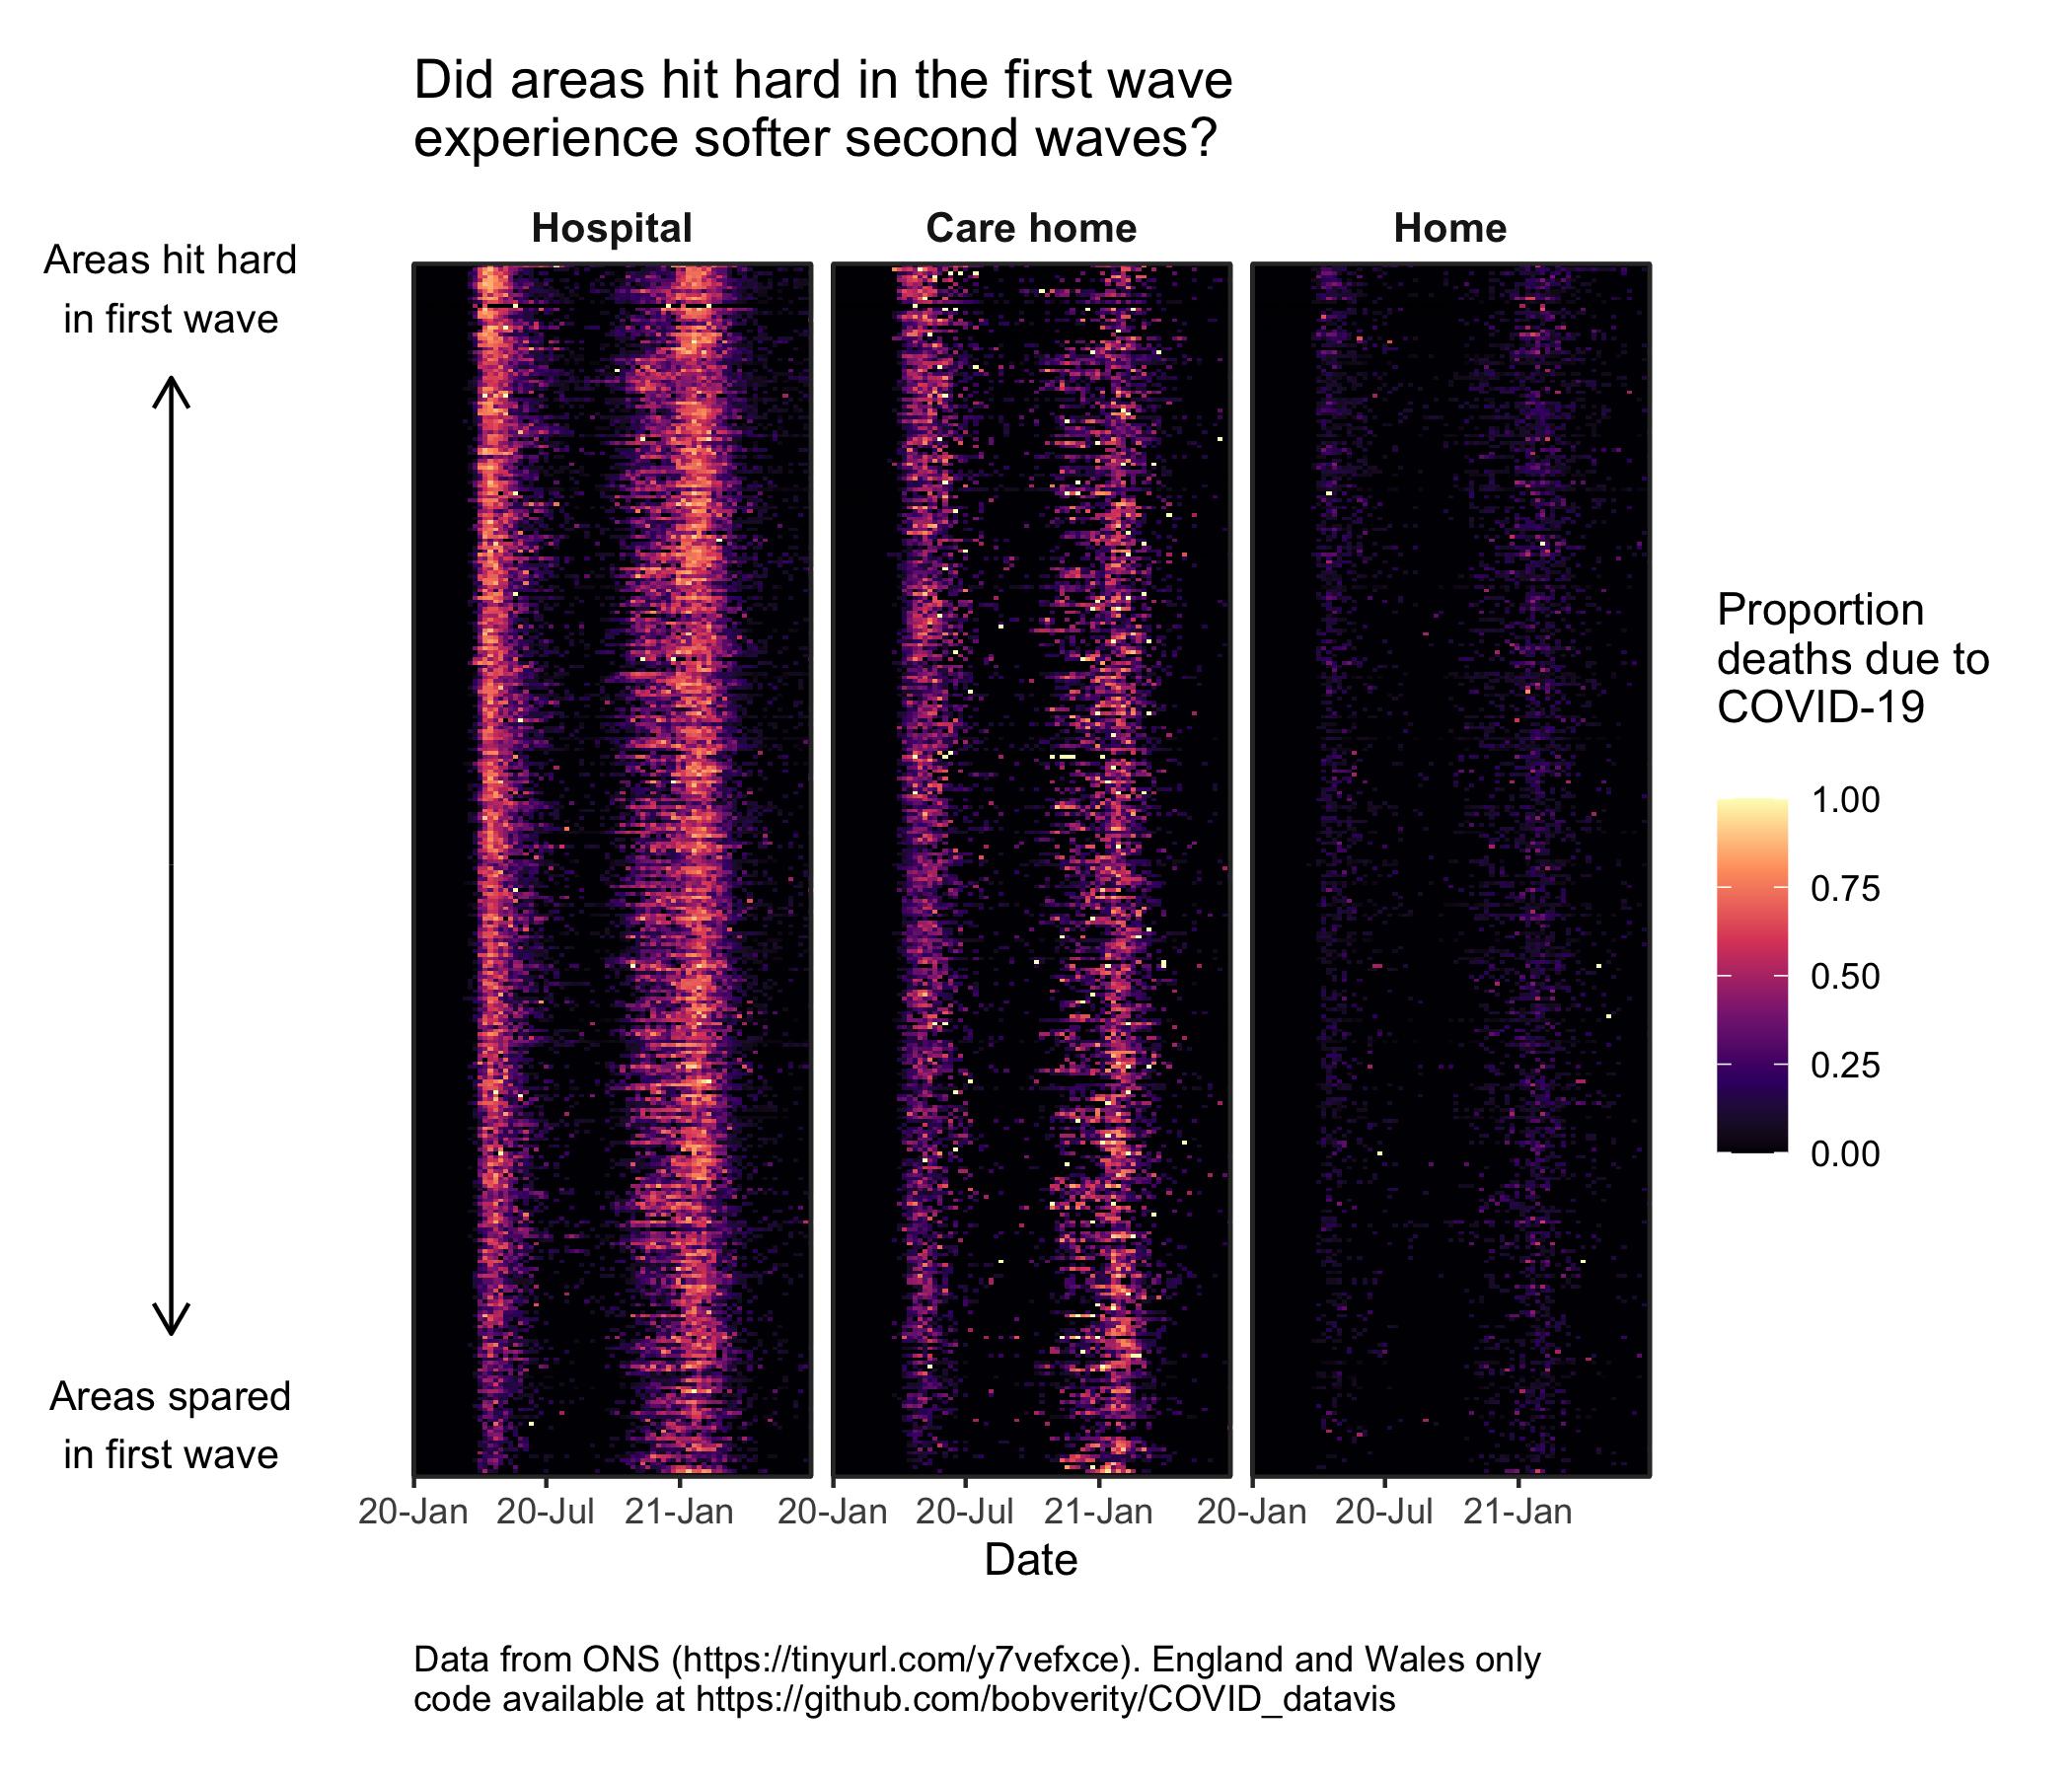 Did areas hit hard in the first wave
experience softer second waves?
Hospital
Care home
Home
Areas hit hard
in first wave
Areas spared
in first wave
20-Jan
20-Jul
21-Jan
20-Jan
20-Jul
21-Jan
20-Jan
20-Jul
21-Jan
Date
Proportion
deaths due to
COVID-19
1.00
0.75
0.50
0.25
0.00
Data from ONS (https://tinyurl.com/y7vefxce). England and Wales only
code available at https://github.com/bobverity/COVID_datavis